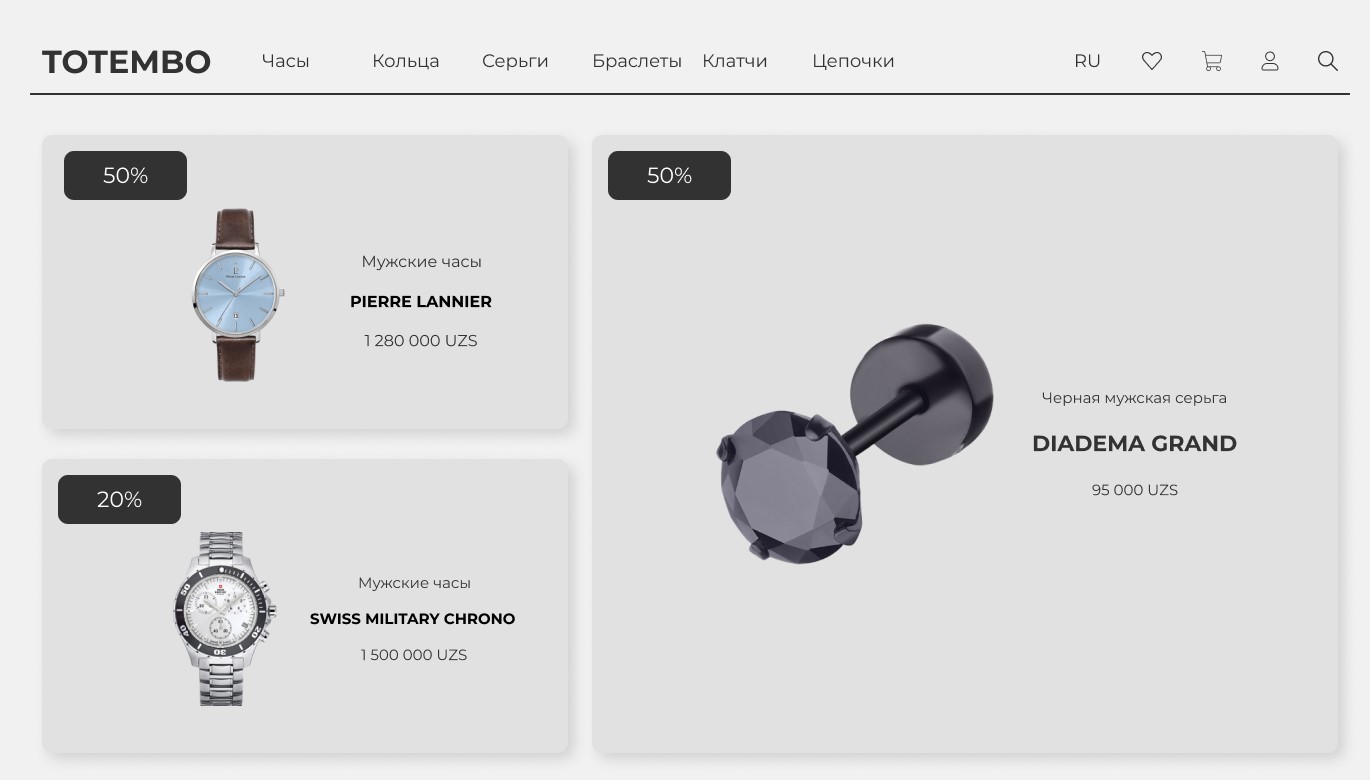 TOTEMBO Часы Кольца Серьги Браслеты Клатчи Цепочки RU
50%
Мужские часы
PIERRE LANNIER
1 280 000 UZS
20%
Мужские часы
SWISS MILITARY CHRONO
1 500 000 UZS
50%
Черная мужская серьга
DIADEMA GRAND
95 000 UZS